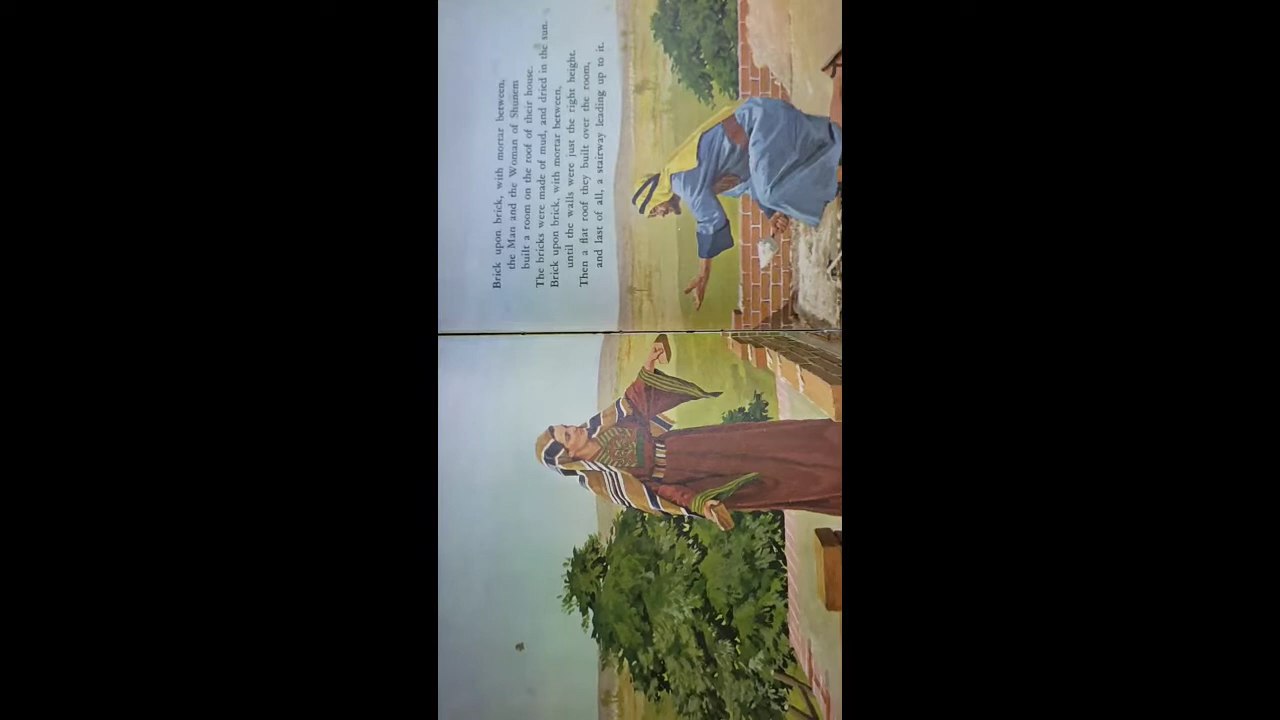 Brick upon brick, with mortar between,
the Man and the Woman of Shunem
built a room on the roof of their house.
The bricks were made of mud, and dried in the sun.
Brick upon brick, with mortar between,
until the walls were just the right height.
Then a flat roof they built over the room,
and last of all, a stairway leading up to it.